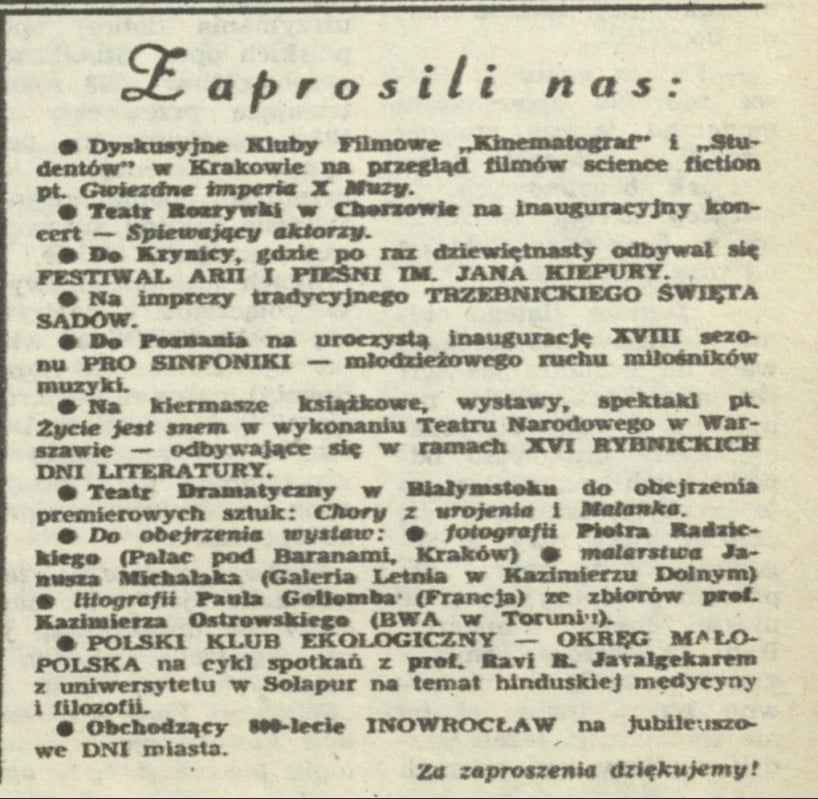 Zaprosili nas:
● Dyskusyjne Kluby Filmowe „Kinematograf” i „Stu-
dentów” w Krakowie na przegląd filmów science fiction
pt. Gwiezdne imperia X Muzy.
● Teatr Rozrywki w Chorzowie na inauguracyjny kon-
cert — Śpiewający aktorzy.
● Do Krynicy, gdzie po raz dziewiętnasty odbywał się
FESTIWAL ARII I PIEŚNI IM. JANA KIEPURY.
● Na imprezy tradycyjnego TRZEBNICKIEGO ŚWIĘTA
SADÓW.
● Do Poznania na uroczystą inaugurację XVIII sezo-
nu PRO SINFONIKI — młodzieżowego ruchu miłośników
muzyki.
● Na kiermasze książkowe, wystawy, spektakl pt.
Życie jest snem w wykonaniu Teatru Narodowego w War-
szawie — odbywające się w ramach XVI RYBNICKICH
DNI LITERATURY.
● Teatr Dramatyczny w Białymstoku do obejrzenia
premierowych sztuk: Chory z urojenia i Matanka.
● Do obejrzenia wystaw: ● fotografii Piotra Radzic-
kiego (Pałac pod Baranami, Kraków) ● malarstwa Ja-
nusza Michalaka (Galeria Letnia w Kazimierzu Dolnym)
● litografii Paula Gollomba (Francja) ze zbiorów prof.
Kazimierza Ostrowskiego (BWA w Toruniu).
● POLSKI KLUB EKOLOGICZNY — OKRĘG MAŁO-
POLSKA na cykl spotkań z prof. Ravi R. Javalgekarem
z uniwersytetu w Solapur na temat hinduskiej medycyny
i filozofii.
● Obchodzący 800-lecie INOWROCŁAW na jubileuszo-
we DNI miasta.
Za zaproszenia dziękujemy!